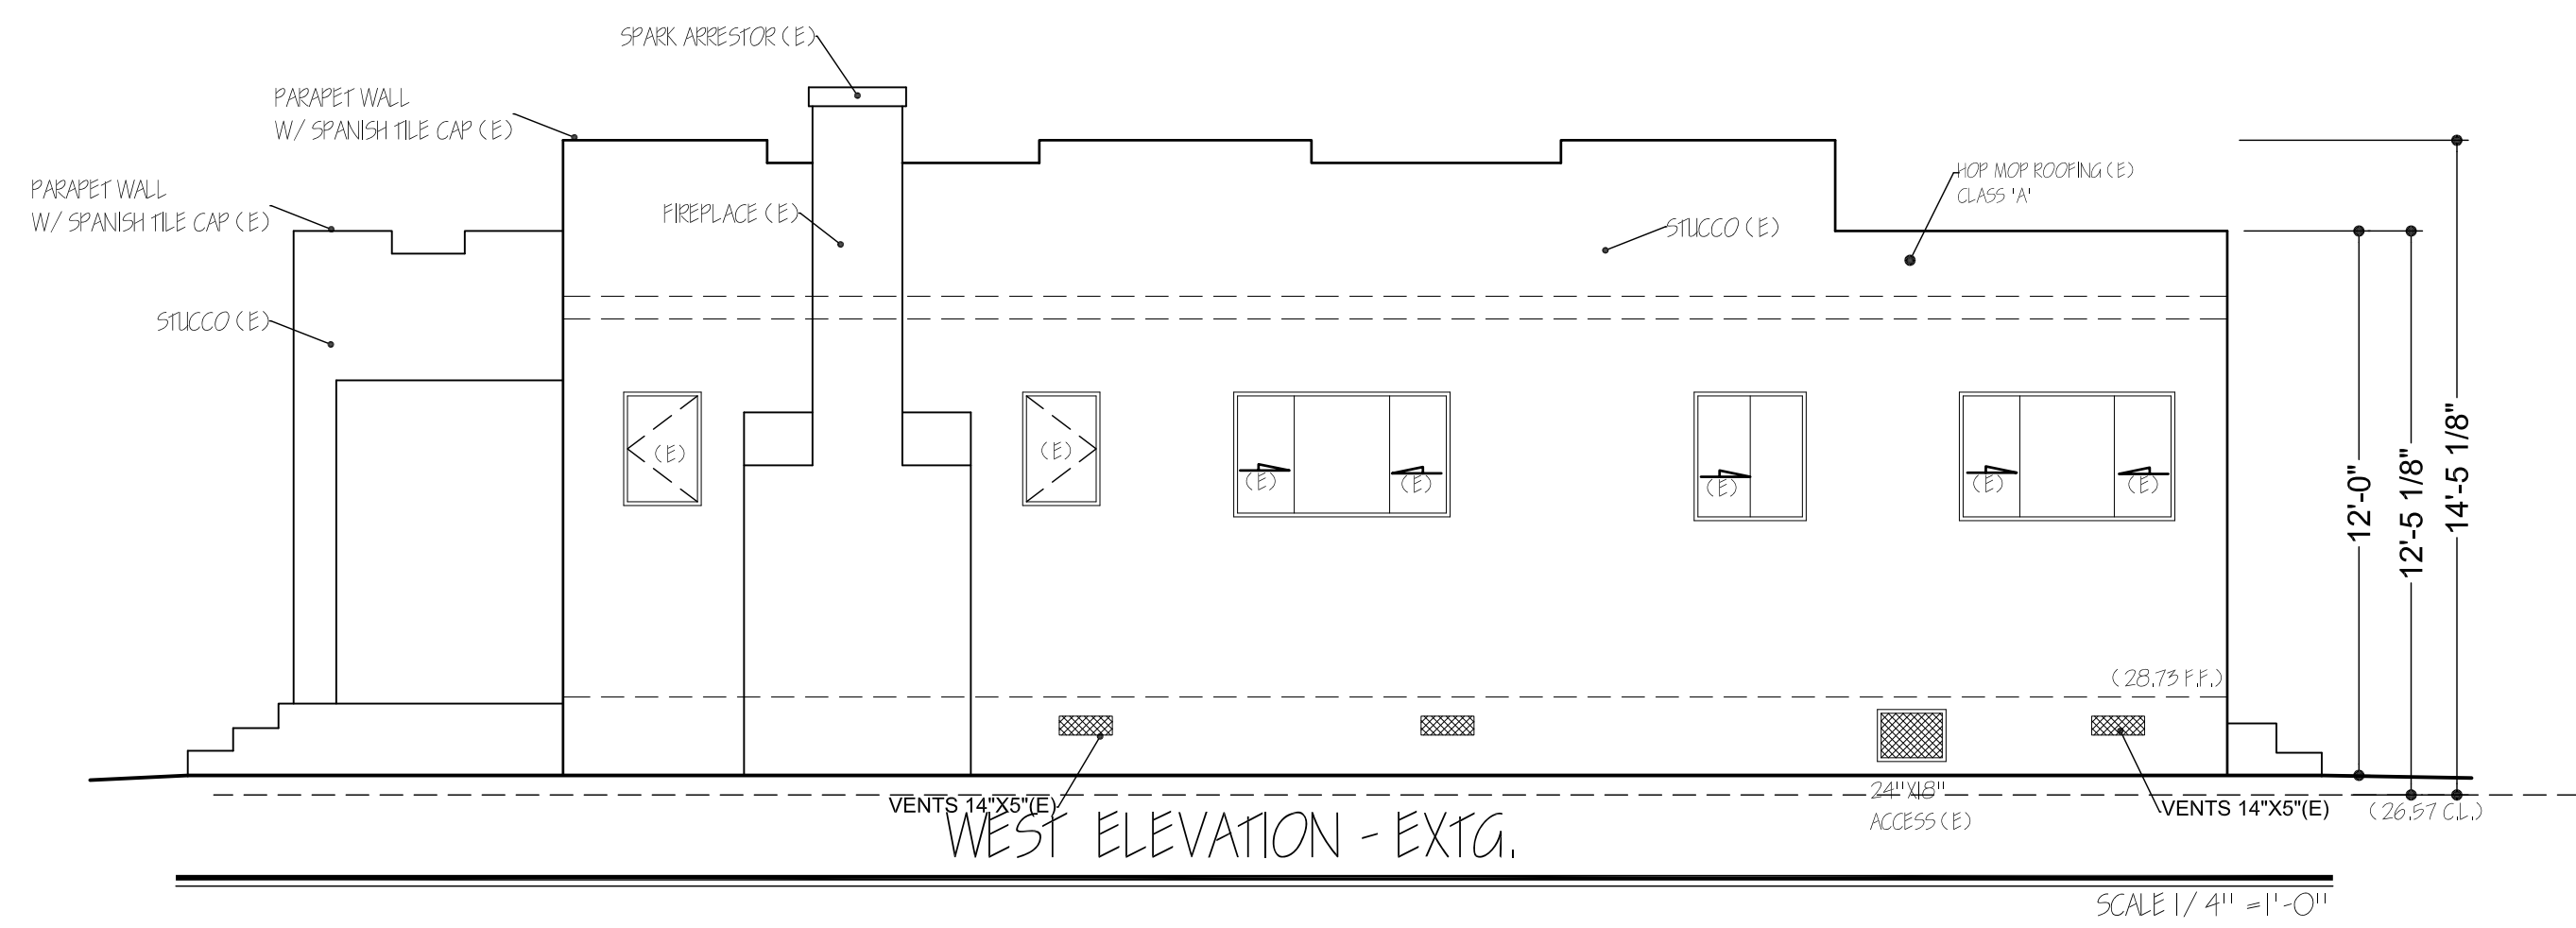 SPARK ARRESTOR (E)
PARAPET WALL
W/ SPANISH TILE CAP (E)
PARAPET WALL
W/ SPANISH TILE CAP (E)
HOP MOP ROOFING (E)
CLASS 'A'
FIREPLACE (E)
STUCCO (E)
STUCCO (E)
(E)
(E)
(E)
(E)
(E)
(E)
(E)
12'-0"
12'-5 1/8"
14'-5 1/8"
(28.73 F.F.)
VENTS 14"X5"(E)
24"X18"
ACCESS (E)
VENTS 14"X5"(E)
(26.57 C.L.)
WEST ELEVATION - EXTG.
SCALE 1/4" =1'-0"